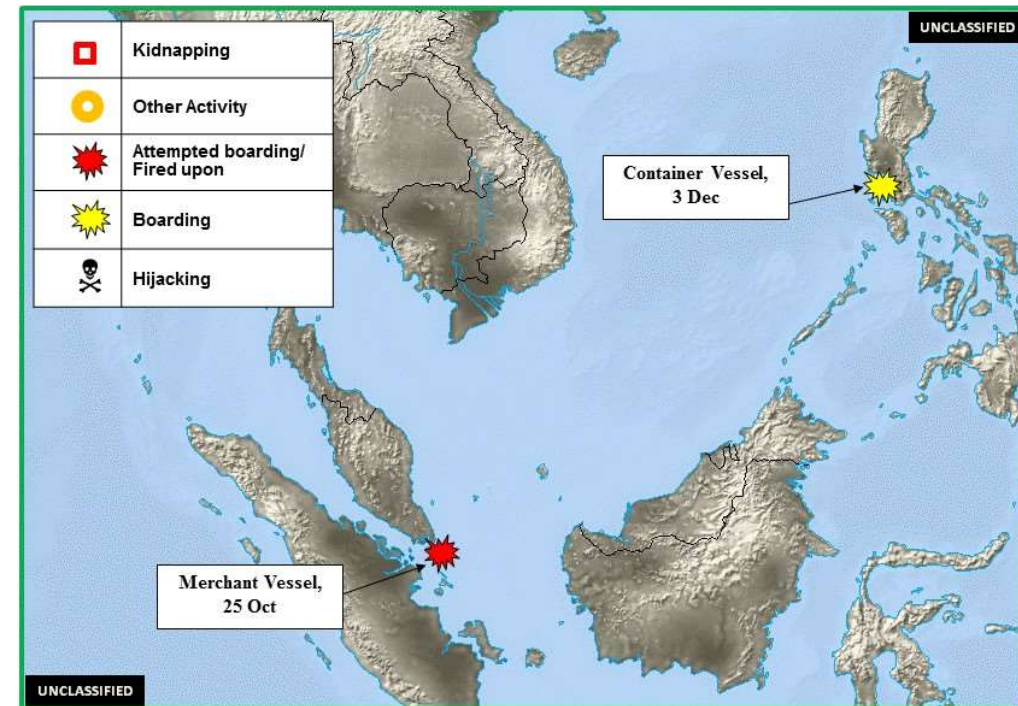 UNCLASSIFIED
Kidnapping
Other Activity
Attempted boarding/
Fired upon
Boarding
Hijacking
Container Vessel,
3 Dec
Merchant Vessel,
25 Oct
UNCLASSIFIED